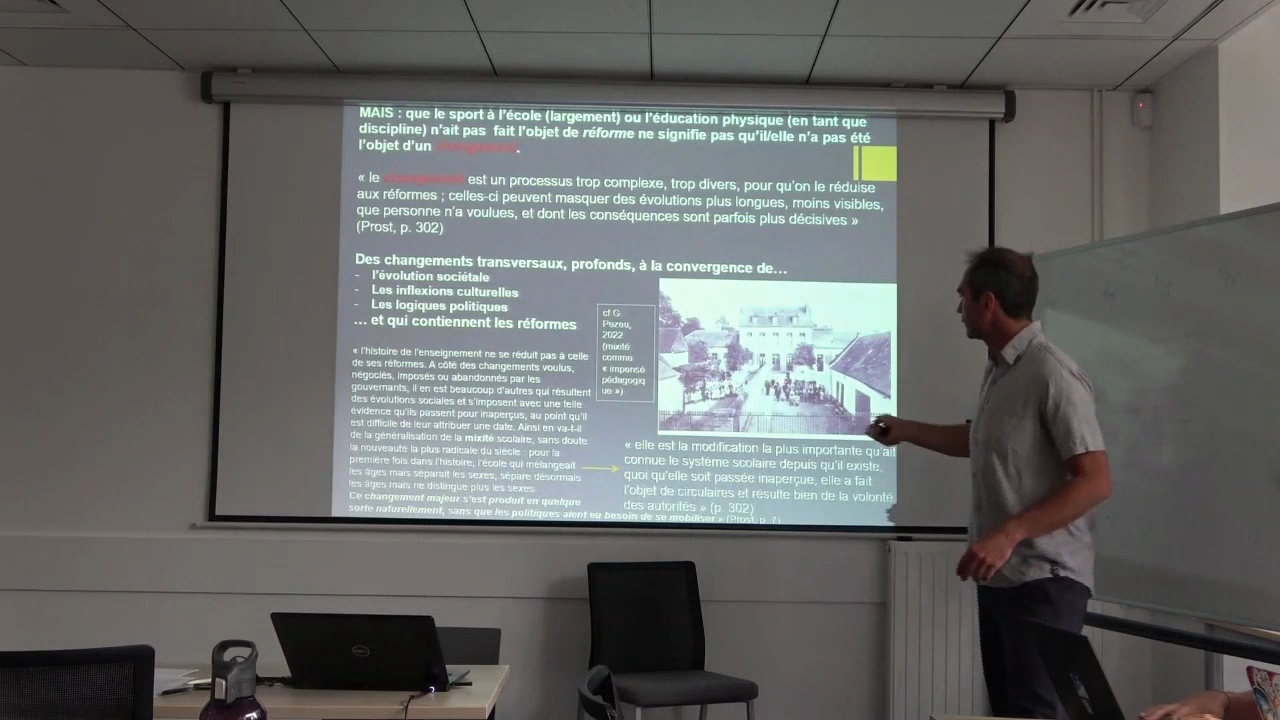 MAIS : que le sport à l'école (largement) ou l'éducation physique (en tant que
discipline) n'ait pas fait l'objet de réforme ne signifie pas qu'il/elle n'a pas été
l'objet d'un changement.
« le changement est un processus trop complexe, trop divers, pour qu'on le réduise
aux réformes ; celles-ci peuvent masquer des évolutions plus longues, moins visibles,
que personne n'a voulues, et dont les conséquences sont parfois plus décisives »
(Prost, p. 302)
Des changements transversaux, profonds, à la convergence de…
- l'évolution sociétale
- Les inflexions culturelles
- Les logiques politiques
… et qui contiennent les réformes
cf G.
Pezeu,
2022
(mixité
comme
« impensé
pédagogiq
ue »)
« l'histoire de l'enseignement ne se réduit pas à celle
de ses réformes. A côté des changements voulus,
négociés, imposés ou abandonnés par les
gouvernants, il en est beaucoup d'autres qui résultent
des évolutions sociales et s'imposent avec une telle
évidence qu'ils passent pour inaperçus, au point qu'il
est difficile de leur attribuer une date. Ainsi en va-t-il
de la généralisation de la mixité scolaire, sans doute
la nouveauté la plus radicale du siècle : pour la
première fois dans l'histoire, l'école qui mélangeait
les âges mais séparait les sexes, sépare désormais
les âges mais ne distingue plus les sexes.
Ce changement majeur s'est produit en quelque
sorte naturellement, sans que les politiques aient eu besoin de se mobiliser » (Prost, p. 7)
« elle est la modification la plus importante qu'ait
connue le système scolaire depuis qu'il existe,
quoi qu'elle soit passée inaperçue, elle a fait
l'objet de circulaires et résulte bien de la volonté
des autorités » (p. 302)
DELL